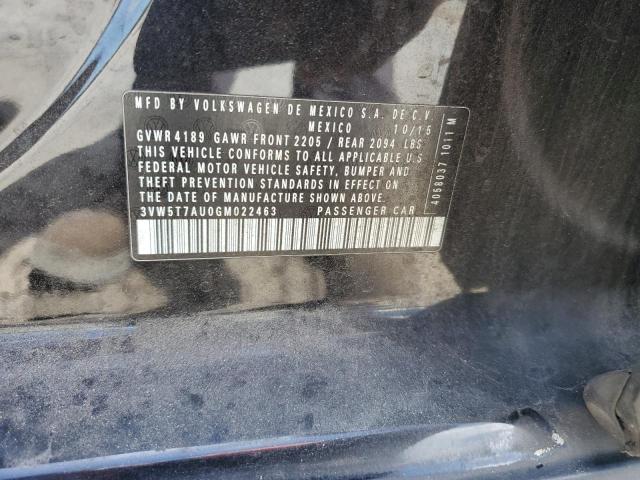 MFD BY VOLKSWAGEN DE MEXICO S.A. DE C.V.
MEXICO 10/15
GVWR 4189 GAWR FRONT 2205 / REAR 2094 LBS
THIS VEHICLE CONFORMS TO ALL APPLICABLE U.S
FEDERAL MOTOR VEHICLE SAFETY, BUMPER AND
THEFT PREVENTION STANDARDS IN EFFECT ON
THE DATE OF MANUFACTURE SHOWN ABOVE.
3VW5T7AU0GM022463 PASSENGER CAR
4058037 1011 M